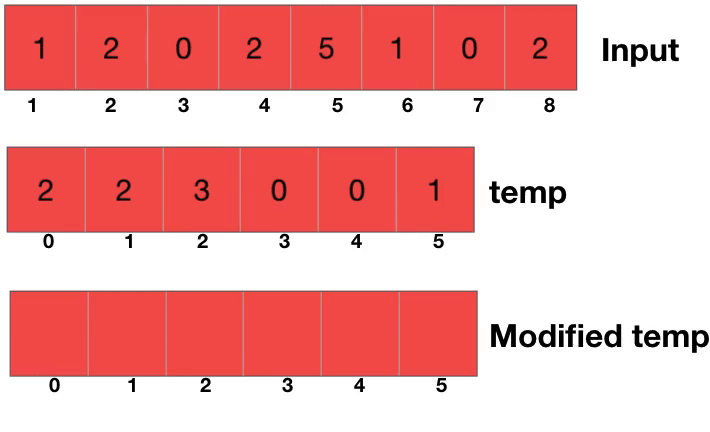 1 2 0 2 5 1 0 2 Input
1 2 3 4 5 6 7 8
2 2 3 0 0 1 temp
0 1 2 3 4 5
Modified temp
0 1 2 3 4 5